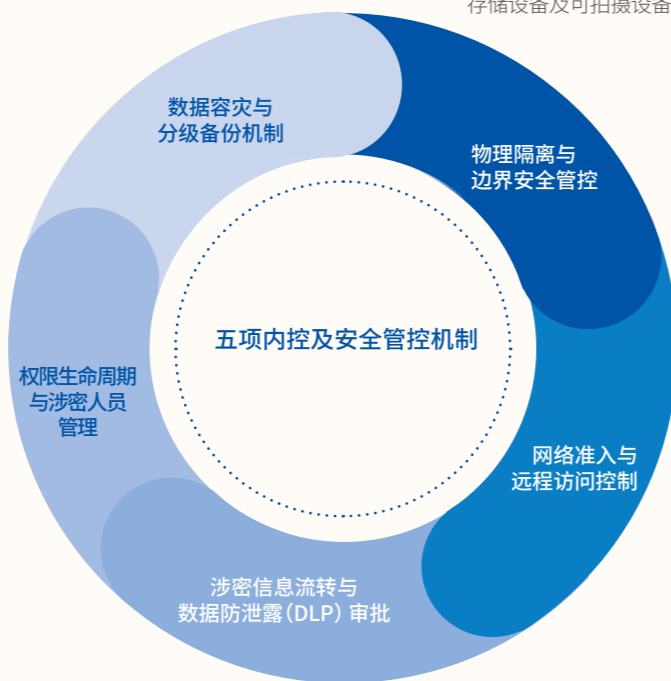 存储设备及可拍摄设备
数据容灾与
分级备份机制
物理隔离与
边界安全管控
五项内控及安全管控机制
权限生命周期
与涉密人员
管理
网络准入与
远程访问控制
涉密信息流转与
数据防泄露(DLP)审批